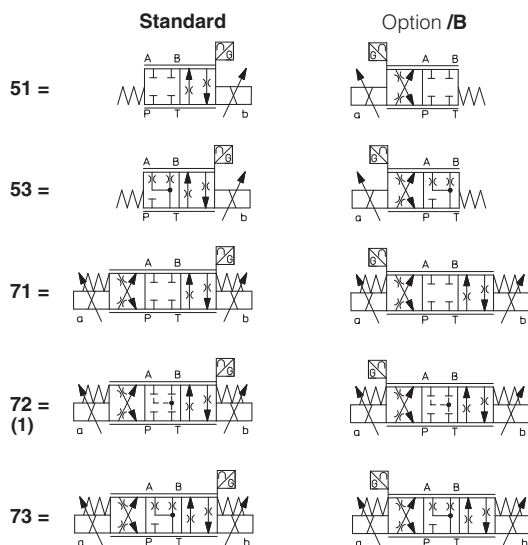 Standard Option /B
51 =
G G
A B A B
P T P T
b a
53 =
G G
A B A B
P T P T
b a
71 =
G G
A B A B
a P T b a P T b
72 =
(1)
G G
A B A B
a P T b a P T b
73 =
G G
A B A B
a P T b a P T b